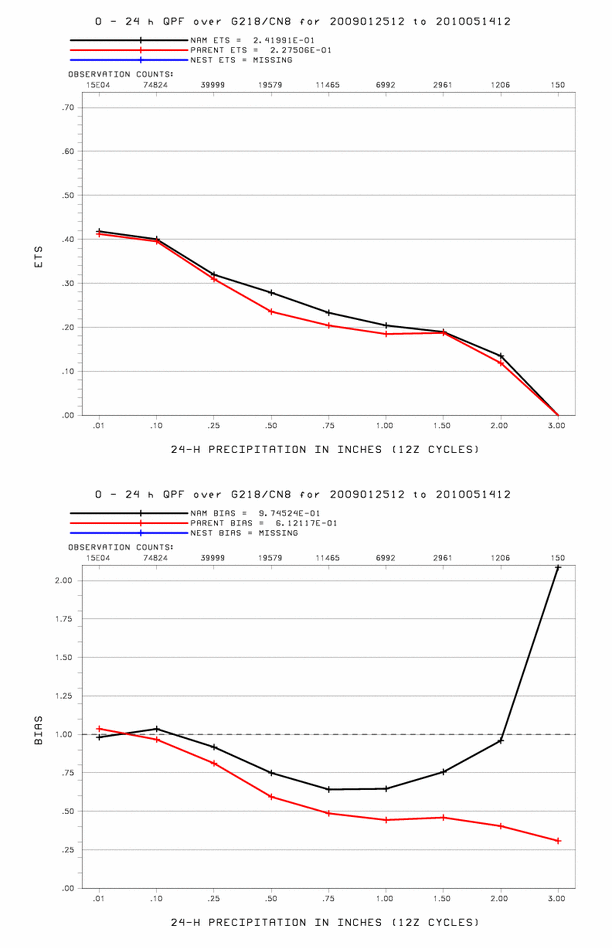 0 - 24 h QPF over G218/CN8 for 2009012512 to 2010051412
NAM ETS = 2.41991E-01
PARENT ETS = 2.27506E-01
NEST ETS = MISSING
OBSERVATION COUNTS:
15E04 74824 39999 19579 11465 6992 2961 1206 150
.70
.60
.50
.40
.30
.20
.10
.00
ETS
.01 .10 .25 .50 .75 1.00 1.50 2.00 3.00
24-H PRECIPITATION IN INCHES (12Z CYCLES)
0 - 24 h QPF over G218/CN8 for 2009012512 to 2010051412
NAM BIAS = 9.74524E-01
PARENT BIAS = 6.12117E-01
NEST BIAS = MISSING
OBSERVATION COUNTS:
15E04 74824 39999 19579 11465 6992 2961 1206 150
2.00
1.75
1.50
1.25
1.00
.75
.50
.25
.00
BIAS
.01 .10 .25 .50 .75 1.00 1.50 2.00 3.00
24-H PRECIPITATION IN INCHES (12Z CYCLES)